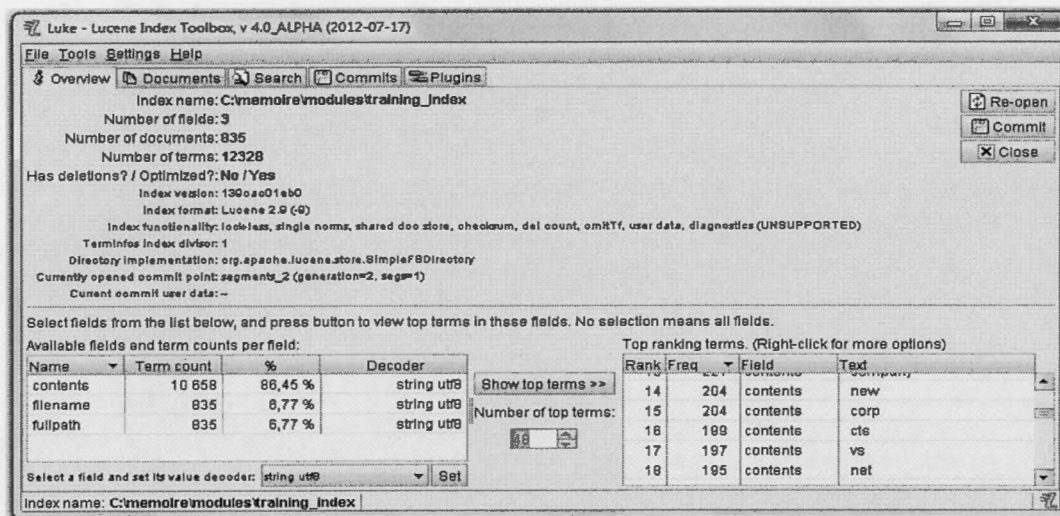 Luke - Lucene Index Toolbox, v 4.0_ALPHA (2012-07-17)
File Tools Settings Help
Overview Documents Search Commits Plugins
Index name: C:\memoire\modules\training_index
Re-open
Number of fields: 3
Commit
Number of documents: 835
Number of terms: 12328
Close
Has deletions? / Optimized?: No / Yes
Index format: Lucene 2.9 (-9)
Index functionality: lock-less, single norms, shared doc store, checksum, del count, omitTf, user data, diagnostics (UNSUPPORTED)
TermInfos index divisor: 1
Directory implementation: org.apache.lucene.store.SimpleFSDirectory
Currently opened commit point: segments_2 (generation=2, segs=1)
Current commit user data: --
Select fields from the list below, and press button to view top terms in these fields. No selection means all fields.
Available fields and term counts per field:
Top ranking terms. (Right-click for more options)
Name Term count % Decoder
Rank Freq Field Text
contents 10 658 86,45 % string utf8
filename 835 6,77 % string utf8
fullpath 835 6,77 % string utf8
Show top terms >>
Number of top terms:
14 204 contents new
15 204 contents corp
16 199 contents cts
17 197 contents vs
18 195 contents net
Select a field and set its value decoder: string utf8 Set
Index name: C:\memoire\modules\training_index